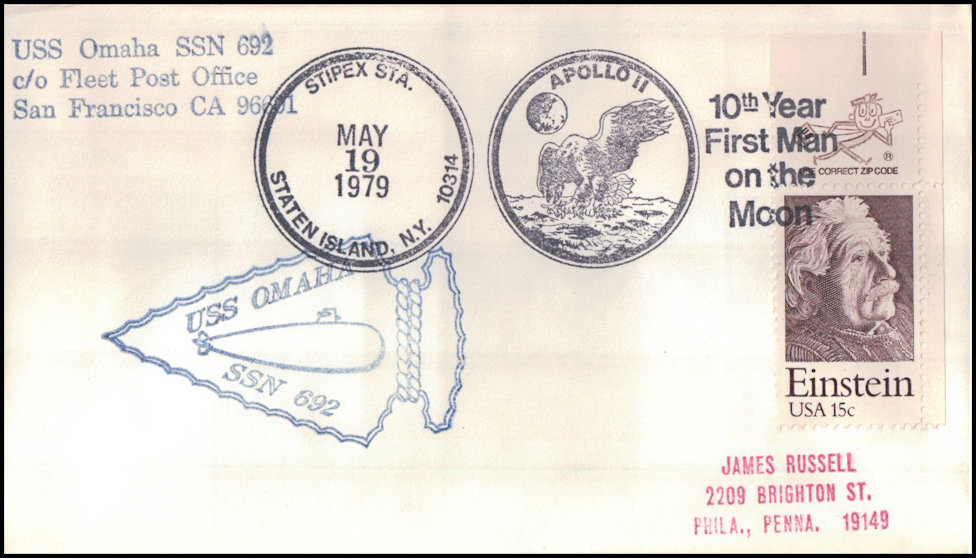 USS Omaha SSN 692
c/o Fleet Post Office
San Francisco CA 96601
STIPEX STA.
MAY
19
1979
STATEN ISLAND, N.Y. 10314
APOLLO 11
10th Year
First Man
on the
Moon
CORRECT ZIP CODE
®
USS OMAHA
SSN 692
Einstein
USA 15c
JAMES RUSSELL
2209 BRIGHTON ST.
PHILA., PENNA. 19149